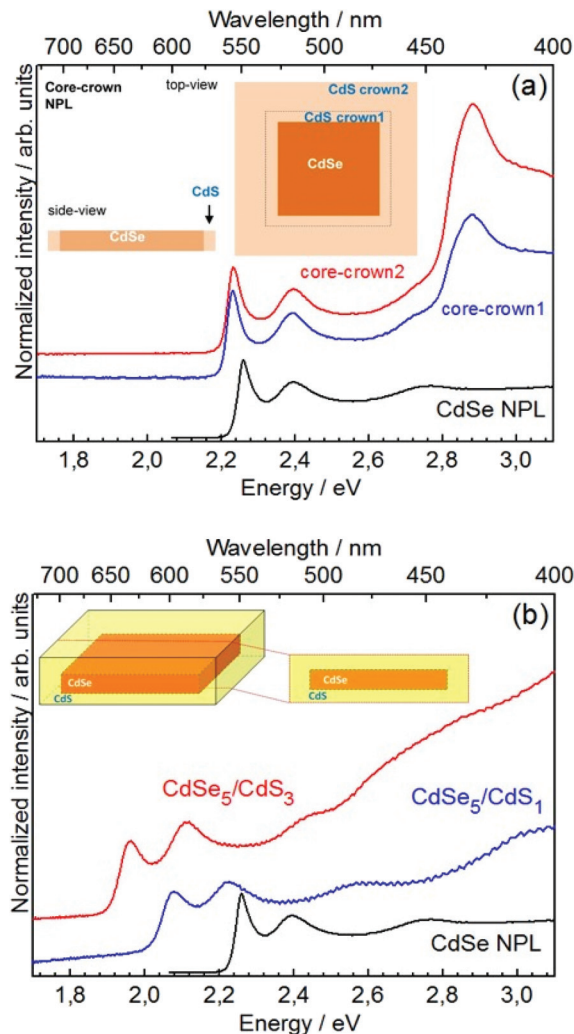 Wavelength / nm
700 650 600 550 500 450 400
Normalized intensity / arb. units
(a)
Core-crown
NPL
top-view
CdS crown2
CdS crown1
CdSe
CdS
side-view
CdSe
core-crown2
core-crown1
CdSe NPL
1,8 2,0 2,2 2,4 2,6 2,8 3,0
Energy / eV
Wavelength / nm
700 650 600 550 500 450 400
Normalized intensity / arb. units
(b)
CdSe
CdS
CdSe
CdS
CdSe5/CdS3
CdSe5/CdS1
CdSe NPL
1,8 2,0 2,2 2,4 2,6 2,8 3,0
Energy / eV